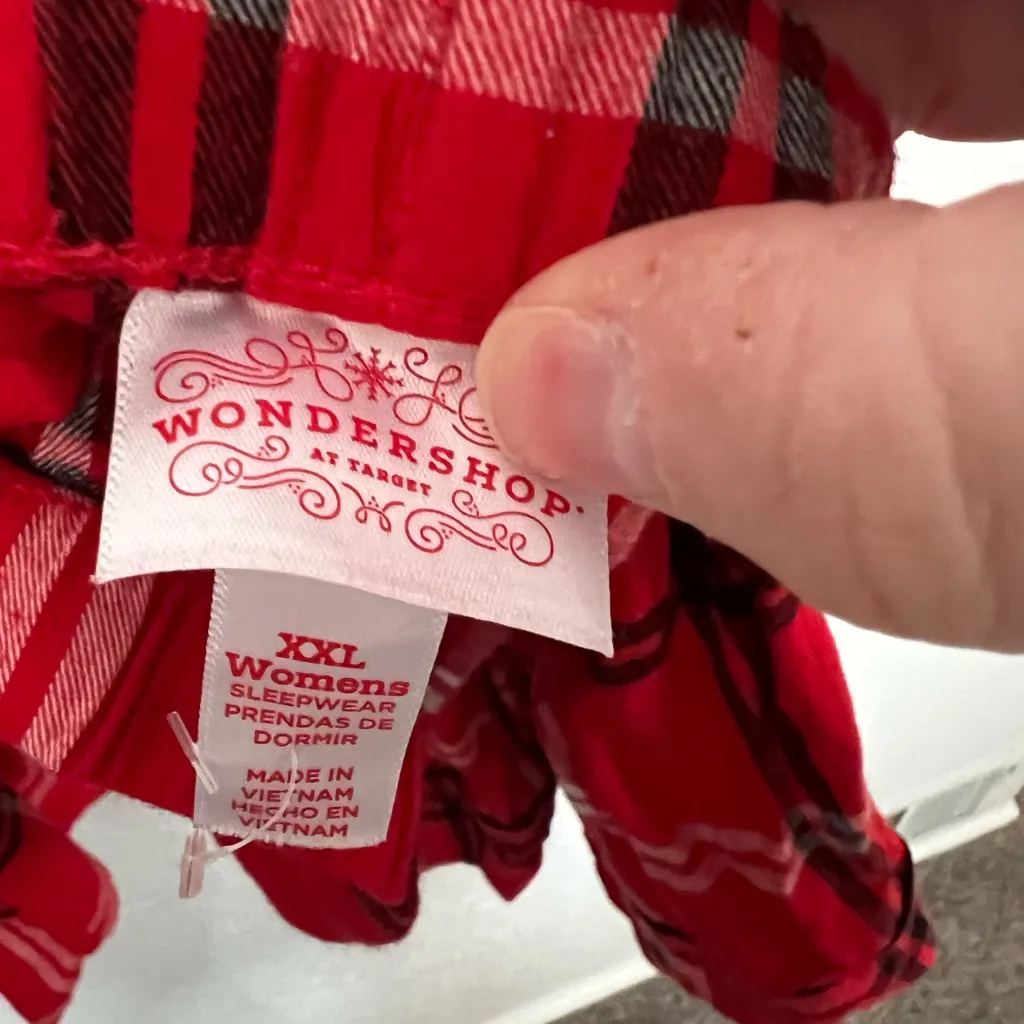 WONDERSHOP
AT TARGET
XXL
Womens
SLEEPWEAR
PRENDAS DE
DORMIR
MADE IN
VIETNAM
HECHO EN
VIETNAM